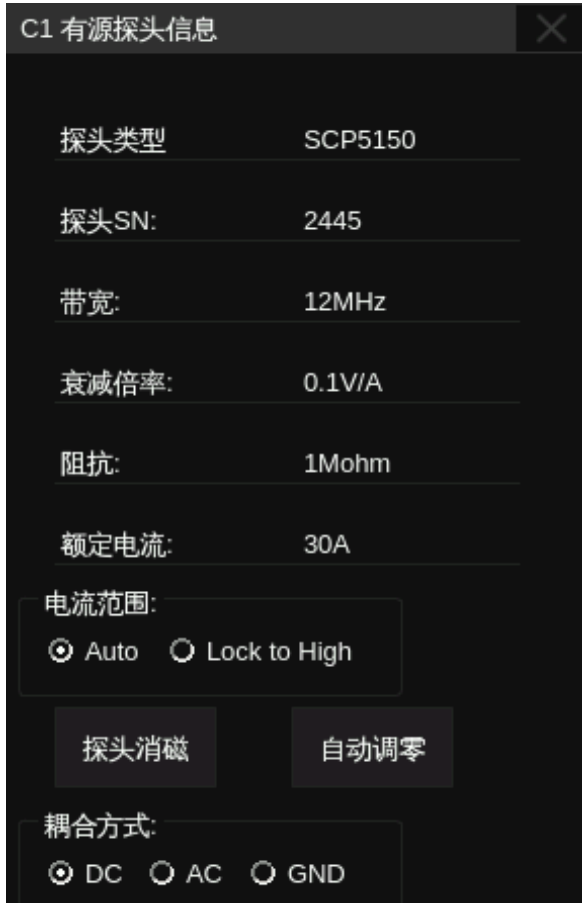 C1 有源探头信息
探头类型 SCP5150
探头SN: 2445
带宽: 12MHz
衰减倍率: 0.1V/A
阻抗: 1Mohm
额定电流: 30A
电流范围:
Auto Lock to High
探头消磁 自动调零
耦合方式:
DC AC GND